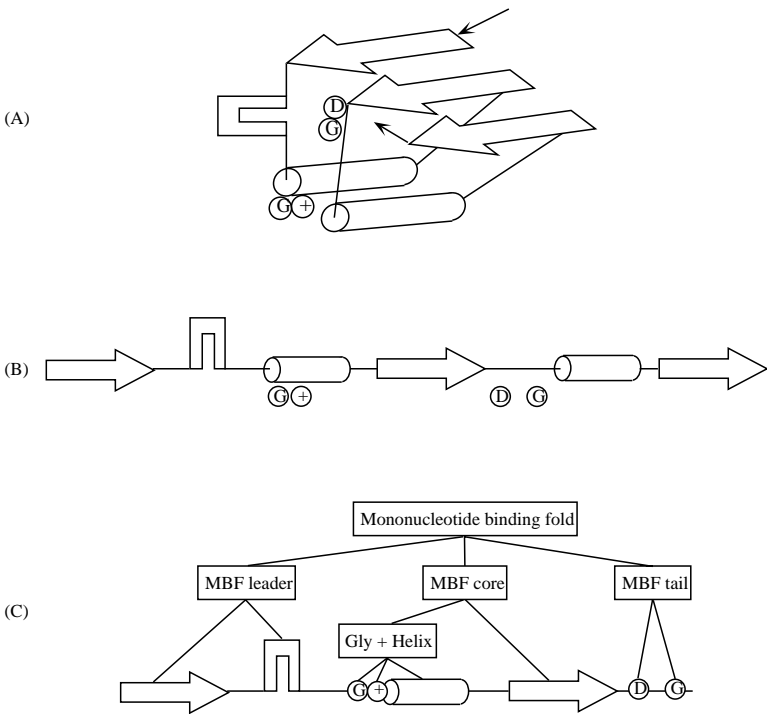 (A)
D
G
G +
(B)
G +
D G
Mononucleotide binding fold
MBF leader MBF core MBF tail
(C)
Gly + Helix
G + D G